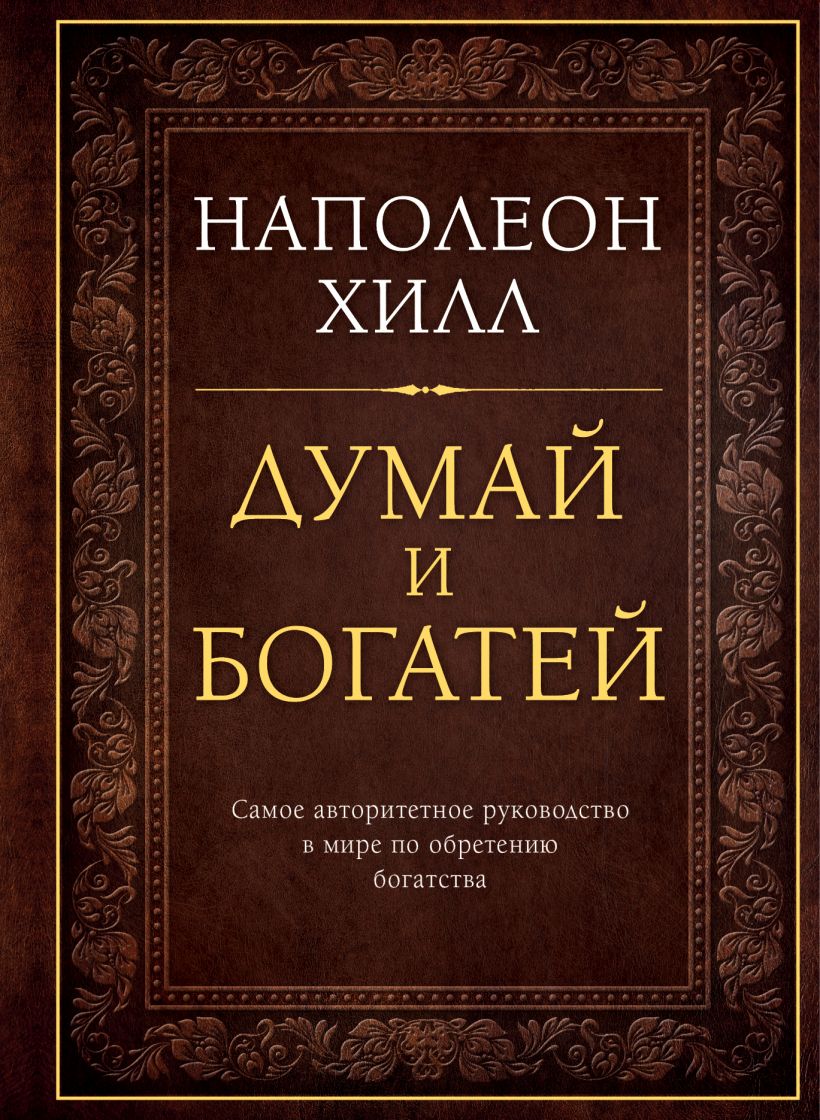 НАПОЛЕОН
ХИЛЛ
ДУМАЙ
И
БОГАТЕЙ
Самое авторитетное руководство
в мире по обретению
богатства